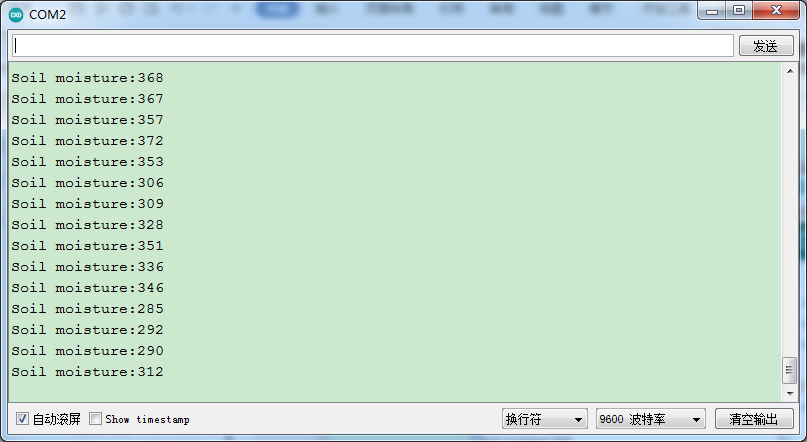 COM2
发送
Soil moisture:368
Soil moisture:367
Soil moisture:357
Soil moisture:372
Soil moisture:353
Soil moisture:306
Soil moisture:309
Soil moisture:328
Soil moisture:351
Soil moisture:336
Soil moisture:346
Soil moisture:285
Soil moisture:292
Soil moisture:290
Soil moisture:312
自动滚屏 Show timestamp 换行符 9600 波特率 清空输出